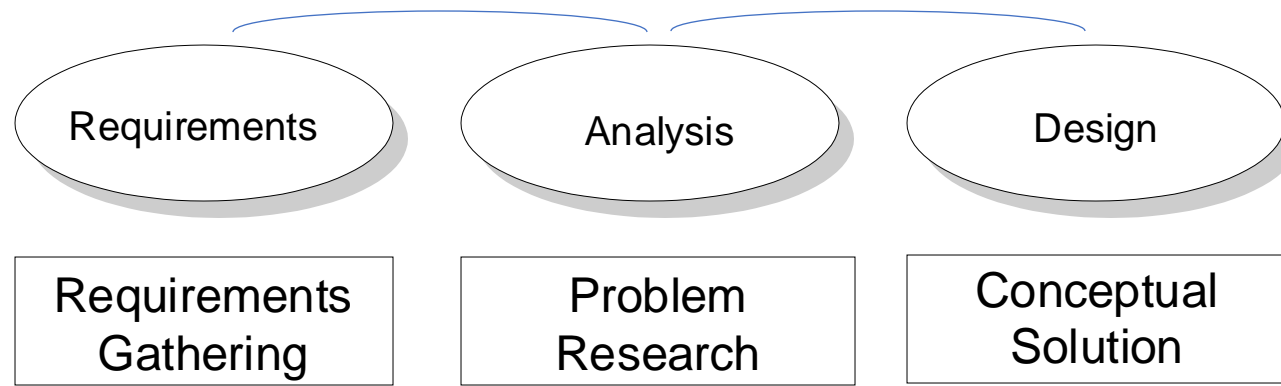 Requirements
Analysis
Design
Requirements
Gathering
Problem
Research
Conceptual
Solution